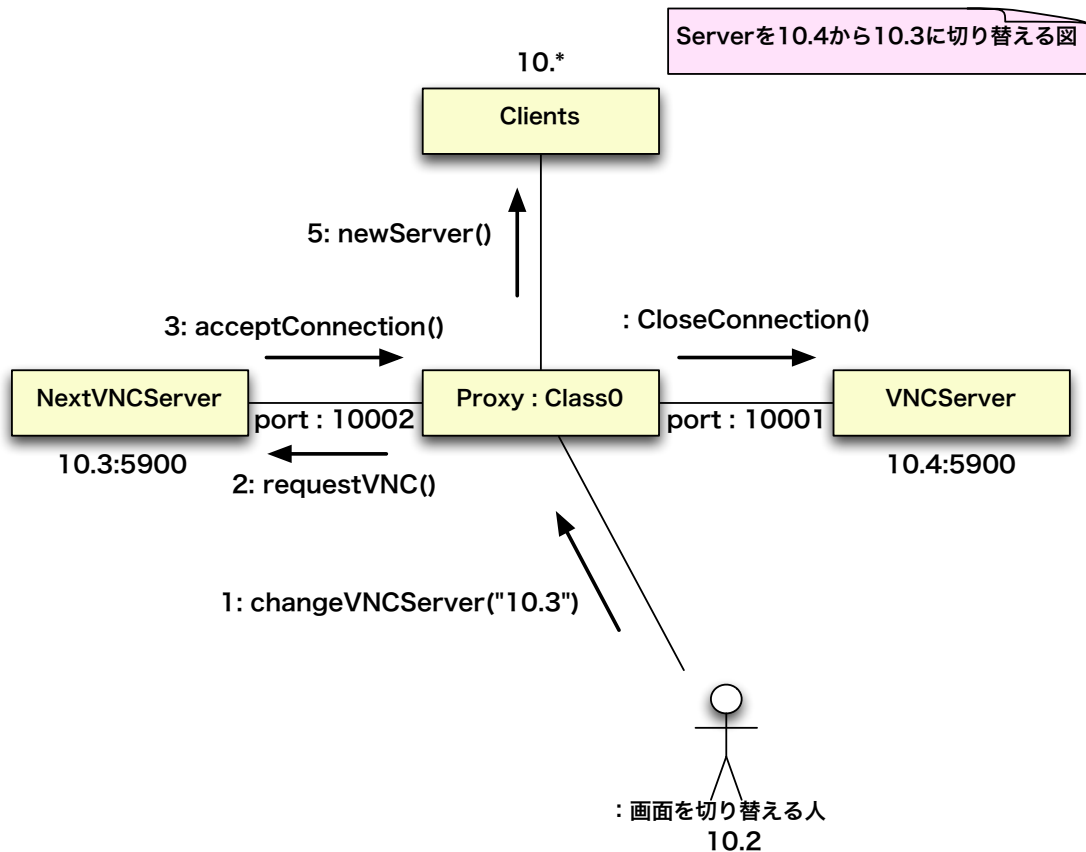 Serverを10.4から10.3に切り替える図
10.*
Clients
5: newServer()
3: acceptConnection()
: CloseConnection()
NextVNCServer
Proxy : Class0
VNCServer
port : 10002
port : 10001
10.3:5900
10.4:5900
2: requestVNC()
1: changeVNCServer("10.3")
: 画面を切り替える人
10.2